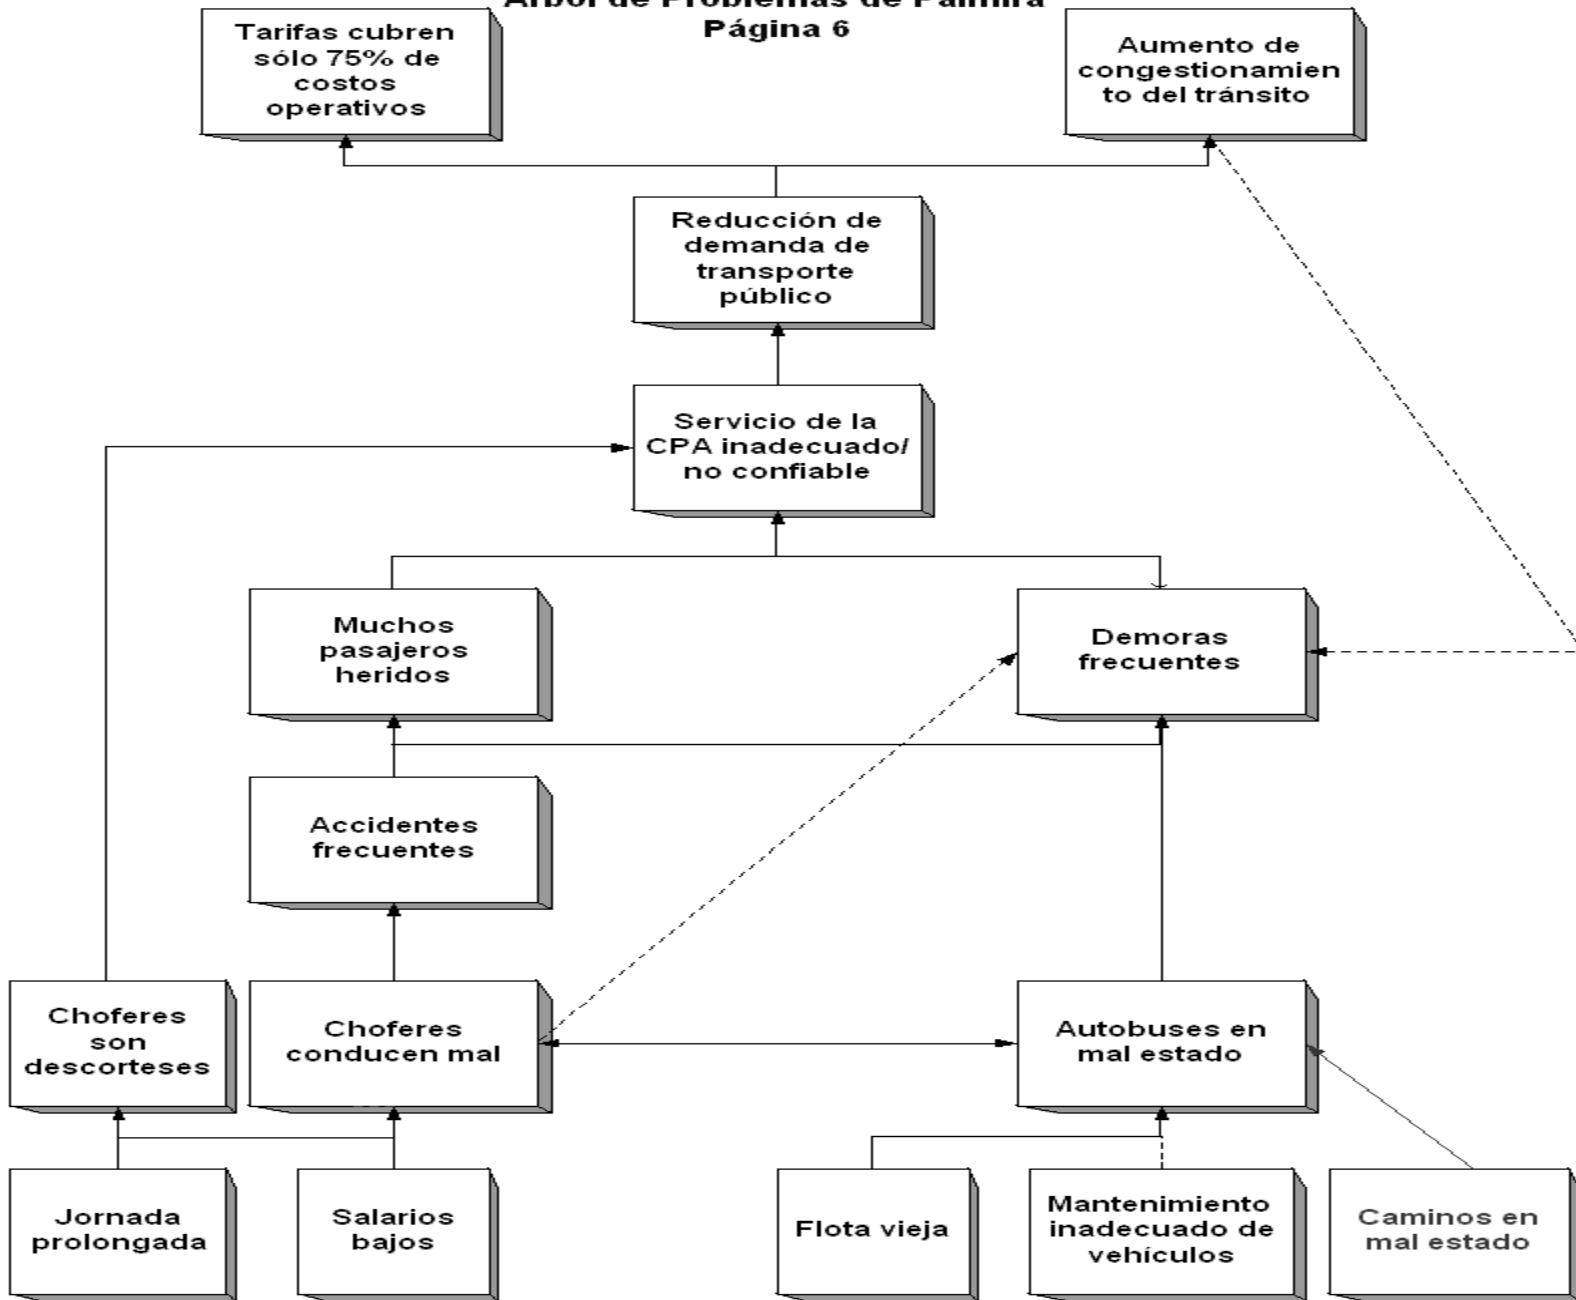 Árbol de Problemas de Palmira
Página 6
Tarifas cubren
sólo 75% de
costos
operativos
Aumento de
congestionamien
to del tránsito
Reducción de
demanda de
transporte
público
Servicio de la
CPA inadecuado/
no confiable
Muchos
pasajeros
heridos
Demoras
frecuentes
Accidentes
frecuentes
Choferes
son
descorteses
Choferes
conducen mal
Autobuses en
mal estado
Jornada
prolongada
Salarios
bajos
Flota vieja
Mantenimiento
inadecuado de
vehículos
Caminos en
mal estado